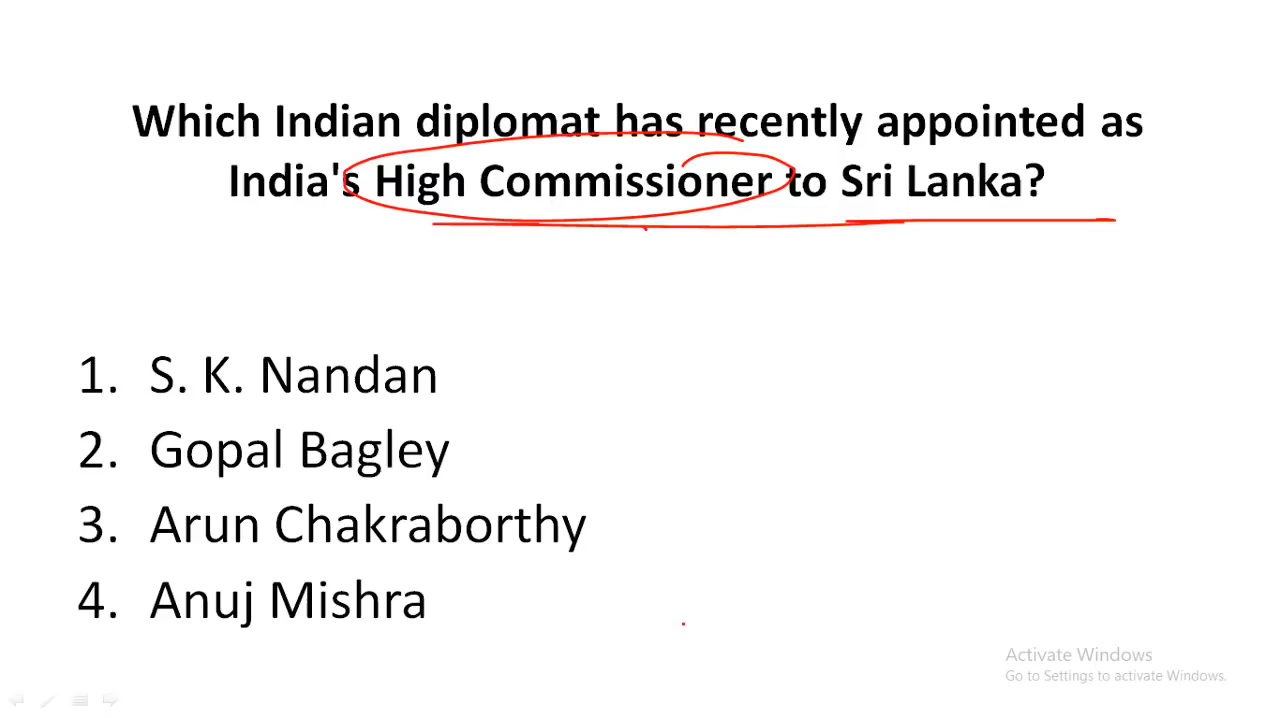 Which Indian diplomat has recently appointed as
India's High Commissioner to Sri Lanka?
1. S. K. Nandan
2. Gopal Bagley
3. Arun Chakraborthy
4. Anuj Mishra
Activate Windows
Go to Settings to activate Windows.